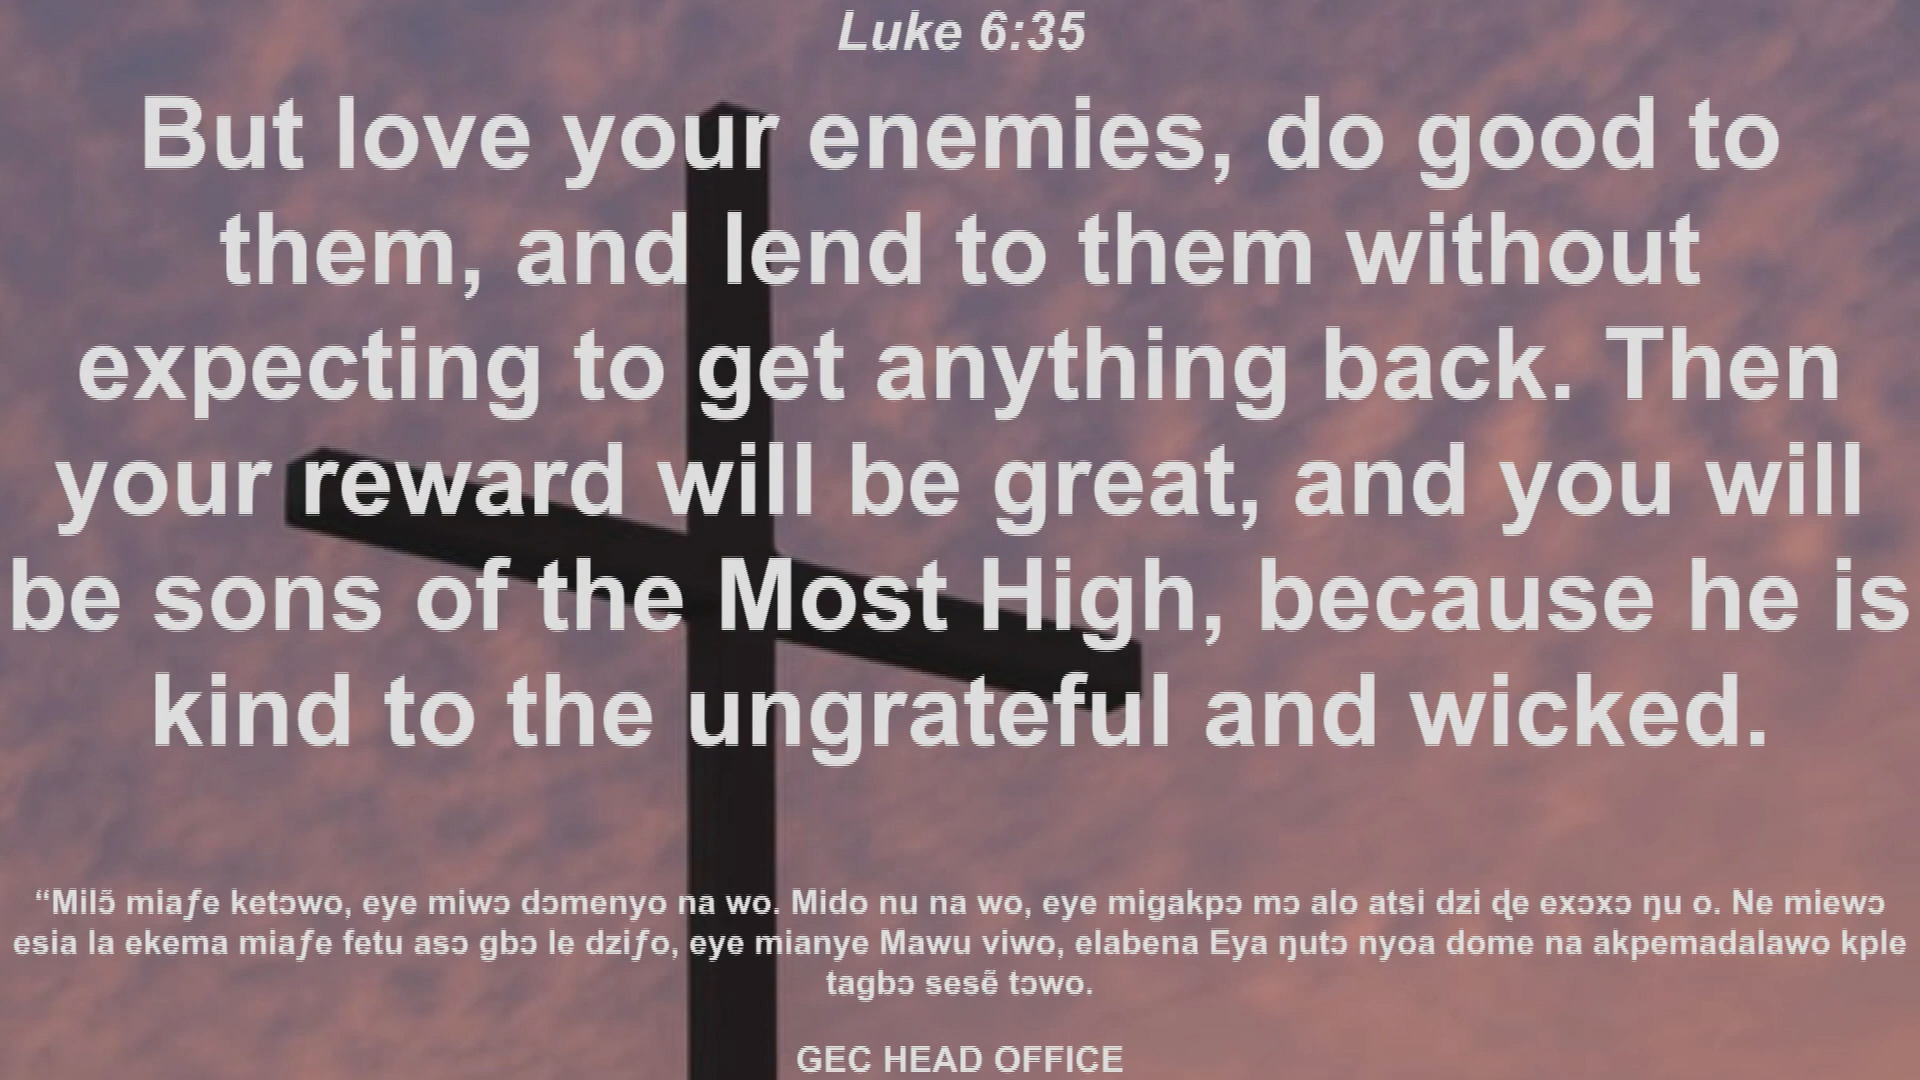 Luke 6:35
But love your enemies, do good to
them, and lend to them without
expecting to get anything back. Then
your reward will be great, and you will
be sons of the Most High, because he is
kind to the ungrateful and wicked.
“Milɔ̃ miaƒe ketɔwo, eye miwɔ dɔmenyo na wo. Mido nu na wo, eye migakpɔ mɔ alo atsi dzi ɖe exɔxɔ ŋu o. Ne miewɔ
esia la ekema miaƒe fetu asɔ gbɔ le dziƒo, eye mianye Mawu viwo, elabena Eya ŋutɔ nyoa dome na akpemadalawo kple
tagbɔ sesẽ tɔwo.
GEC HEAD OFFICE